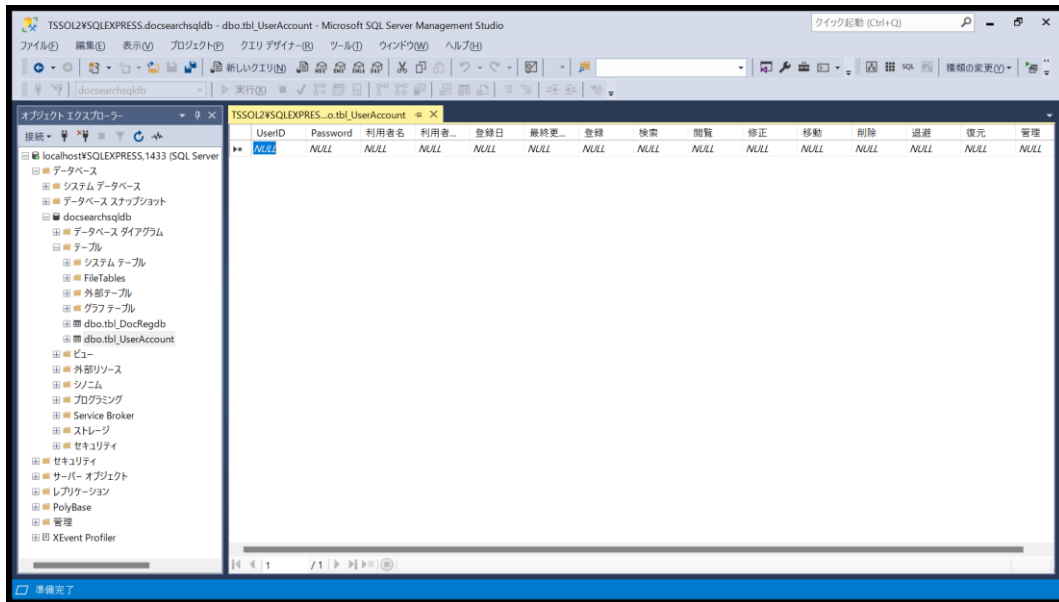 TSSOL2¥SQLEXPRESS.docsearchsqldb - dbo.tbl_UserAccount - Microsoft SQL Server Management Studio
クイック起動 (Ctrl+Q)
ファイル(F) 編集(E) 表示(V) プロジェクト(P) クエリ デザイナー(R) ツール(T) ウィンドウ(W) ヘルプ(H)
新しいクエリ(N) 種類の変更(Y)
docsearchsqldb 実行(X)
オブジェクト エクスプローラー
TSSOL2¥SQLEXPRES...o.tbl_UserAccount
接続
UserID Password 利用者名 利用者... 登録日 最終更... 登録 検索 閲覧 修正 移動 削除 退避 復元 管理
NULL NULL NULL NULL NULL NULL NULL NULL NULL NULL NULL NULL NULL NULL NULL
localhost¥SQLEXPRESS,1433 (SQL Server
データベース
システム データベース
データベース スナップショット
docsearchsqldb
データベース ダイアグラム
テーブル
システム テーブル
FileTables
外部テーブル
グラフ テーブル
dbo.tbl_DocRegdb
dbo.tbl_UserAccount
ビュー
外部リソース
シノニム
プログラミング
Service Broker
ストレージ
セキュリティ
セキュリティ
サーバー オブジェクト
レプリケーション
PolyBase
管理
XEvent Profiler
1 / 1
準備完了